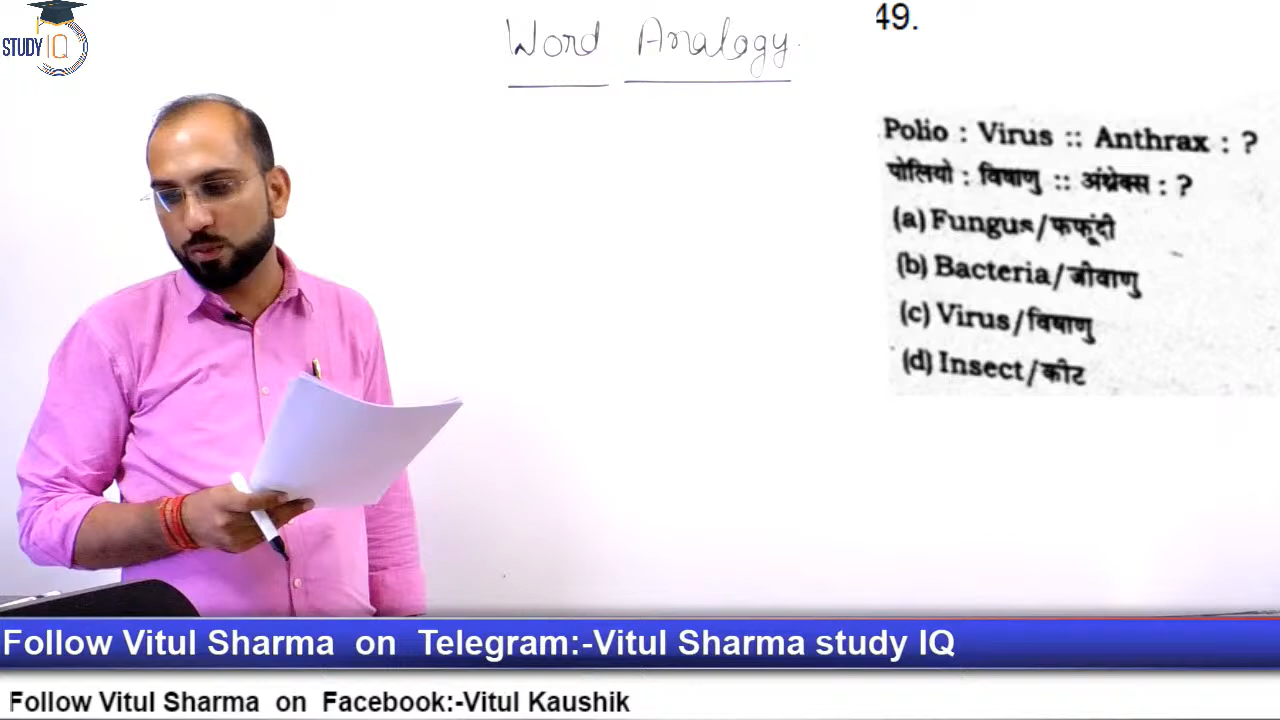 STUDY IQ
Word Analogy.
49.
Polio : Virus :: Anthrax : ?
पोलियो : विषाणु :: अंथ्रेक्स : ?
(a) Fungus/फफूंदी
(b) Bacteria/जीवाणु
(c) Virus/विषाणु
(d) Insect/कीट
Follow Vitul Sharma on Telegram:-Vitul Sharma study IQ
Follow Vitul Sharma on Facebook:-Vitul Kaushik